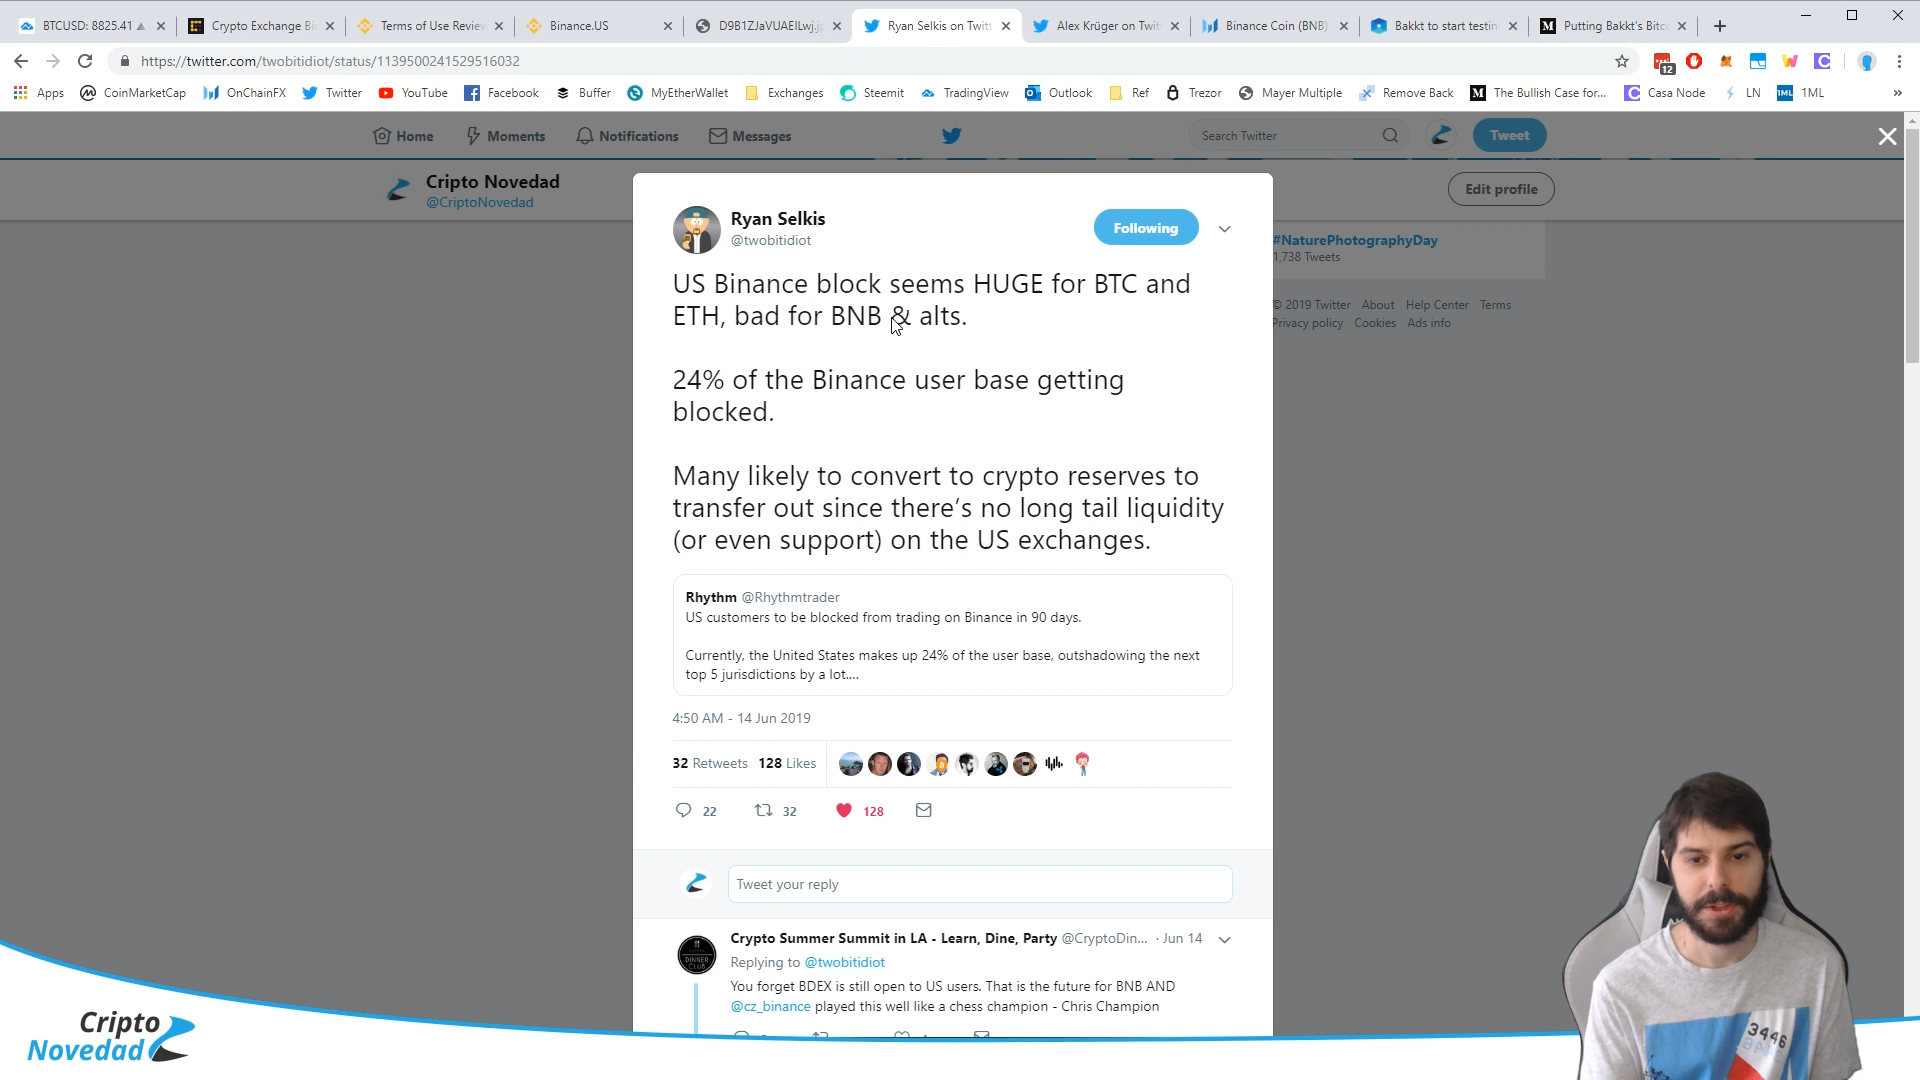 BTCUSD: 8825.41 ▲
Crypto Exchange Bi
Terms of Use Review
Binance.US
D9B1ZJaVUAEILwj.j
Ryan Selkis on Twitt
Alex Krüger on Twit
Binance Coin (BNB)
Bakkt to start testin
Putting Bakkt's Bitc
https://twitter.com/twobitidiot/status/1139500241529516032
12
Apps
CoinMarketCap
OnChainFX
Twitter
YouTube
Facebook
Buffer
MyEtherWallet
Exchanges
Steemit
TradingView
Outlook
Ref
Trezor
Mayer Multiple
Remove Back
The Bullish Case for...
Casa Node
LN
1ML
1ML
»
Home
Moments
Notifications
Messages
Search Twitter
Tweet
Cripto Novedad
@CriptoNovedad
Edit profile
Ryan Selkis
@twobitidiot
Following
US Binance block seems HUGE for BTC and
ETH, bad for BNB & alts.
24% of the Binance user base getting
blocked.
Many likely to convert to crypto reserves to
transfer out since there's no long tail liquidity
(or even support) on the US exchanges.
Rhythm @Rhythmtrader
US customers to be blocked from trading on Binance in 90 days.
Currently, the United States makes up 24% of the user base, outshadowing the next
top 5 jurisdictions by a lot....
4:50 AM - 14 Jun 2019
32 Retweets 128 Likes
22
32
128
Tweet your reply
#NaturePhotographyDay
1,738 Tweets
© 2019 Twitter About Help Center Terms
Privacy policy Cookies Ads info
Crypto Summer Summit in LA - Learn, Dine, Party @CryptoDin... · Jun 14
DINNER
CLUB
Replying to @twobitidiot
You forget BDEX is still open to US users. That is the future for BNB AND
@cz_binance played this well like a chess champion - Chris Champion
Cripto
Novedad
3446